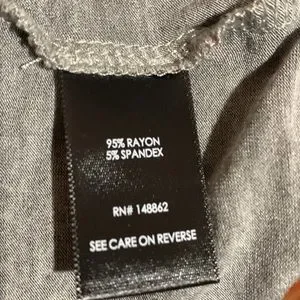 95% RAYON
5% SPANDEX
RN# 148862
SEE CARE ON REVERSE